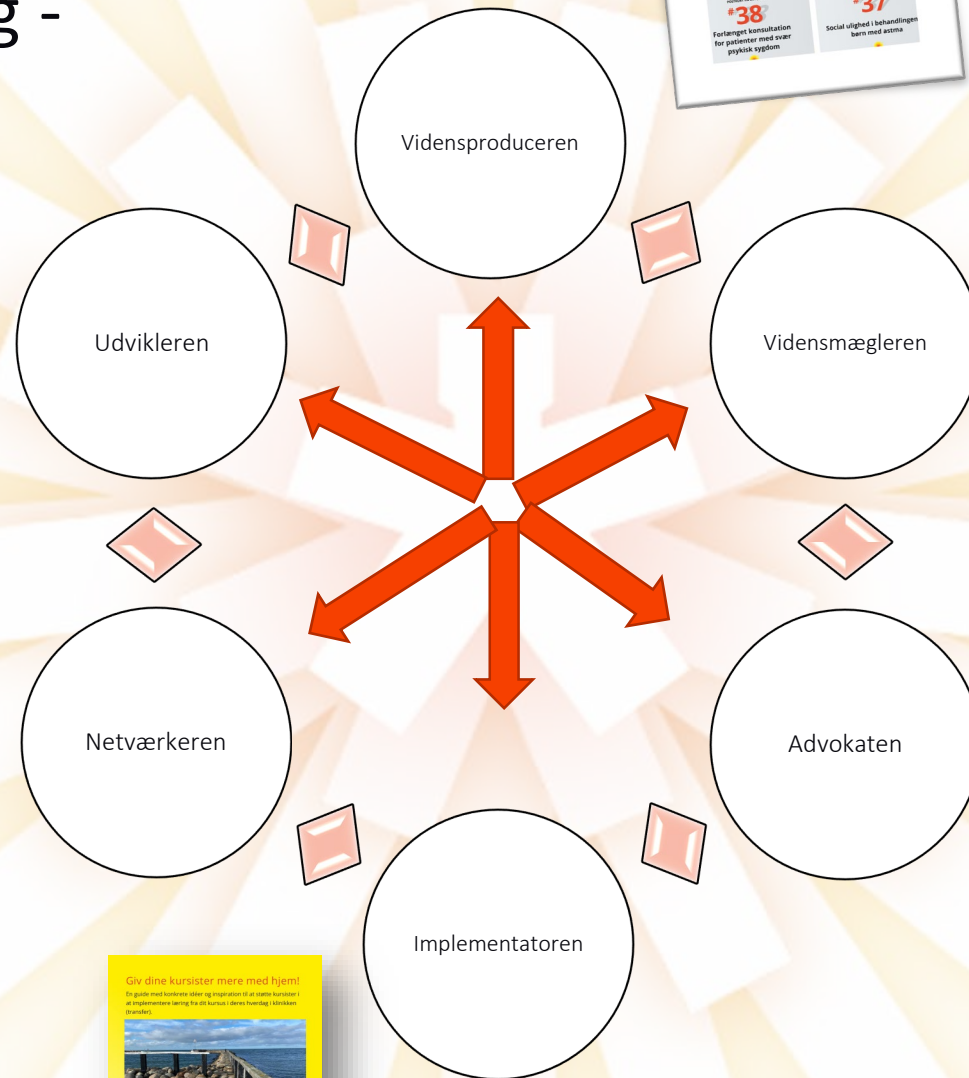 g -
#38
Forlænget konsultation
for patienter med svær
psykisk sygdom
#37
Social ulighed i behandlingen
børn med astma
Vidensproduceren
Udvikleren
Vidensmægleren
Netværkeren
Advokaten
Implementatoren
Giv dine kursister mere med hjem!
En guide med konkrete idéer og inspiration til at støtte kursister i
at implementere læring fra dit kursus i deres hverdag i klinikken
(transfer).